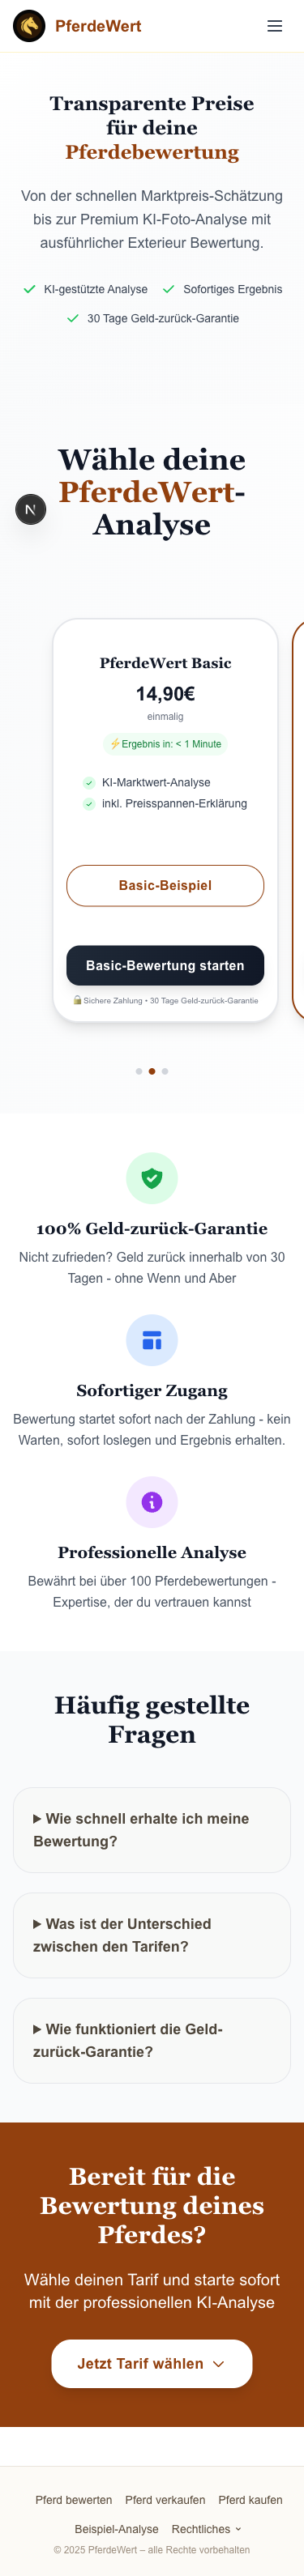 PferdeWert
Transparente Preise
für deine
Pferdebewertung
Von der schnellen Marktpreis-Schätzung
bis zur Premium KI-Foto-Analyse mit
ausführlicher Exterieur Bewertung.
KI-gestützte Analyse
Sofortiges Ergebnis
30 Tage Geld-zurück-Garantie
Wähle deine
PferdeWert-
Analyse
N
PferdeWert Basic
14,90€
einmalig
⚡Ergebnis in: < 1 Minute
KI-Marktwert-Analyse
inkl. Preisspannen-Erklärung
Basic-Beispiel
Basic-Bewertung starten
🔒Sichere Zahlung • 30 Tage Geld-zurück-Garantie
100% Geld-zurück-Garantie
Nicht zufrieden? Geld zurück innerhalb von 30
Tagen - ohne Wenn und Aber
Sofortiger Zugang
Bewertung startet sofort nach der Zahlung - kein
Warten, sofort loslegen und Ergebnis erhalten.
Professionelle Analyse
Bewährt bei über 100 Pferdebewertungen -
Expertise, der du vertrauen kannst
Häufig gestellte
Fragen
▶ Wie schnell erhalte ich meine
Bewertung?
▶ Was ist der Unterschied
zwischen den Tarifen?
▶ Wie funktioniert die Geld-
zurück-Garantie?
Bereit für die
Bewertung deines
Pferdes?
Wähle deinen Tarif und starte sofort
mit der professionellen KI-Analyse
Jetzt Tarif wählen
Pferd bewerten Pferd verkaufen Pferd kaufen
Beispiel-Analyse Rechtliches
© 2025 PferdeWert – alle Rechte vorbehalten